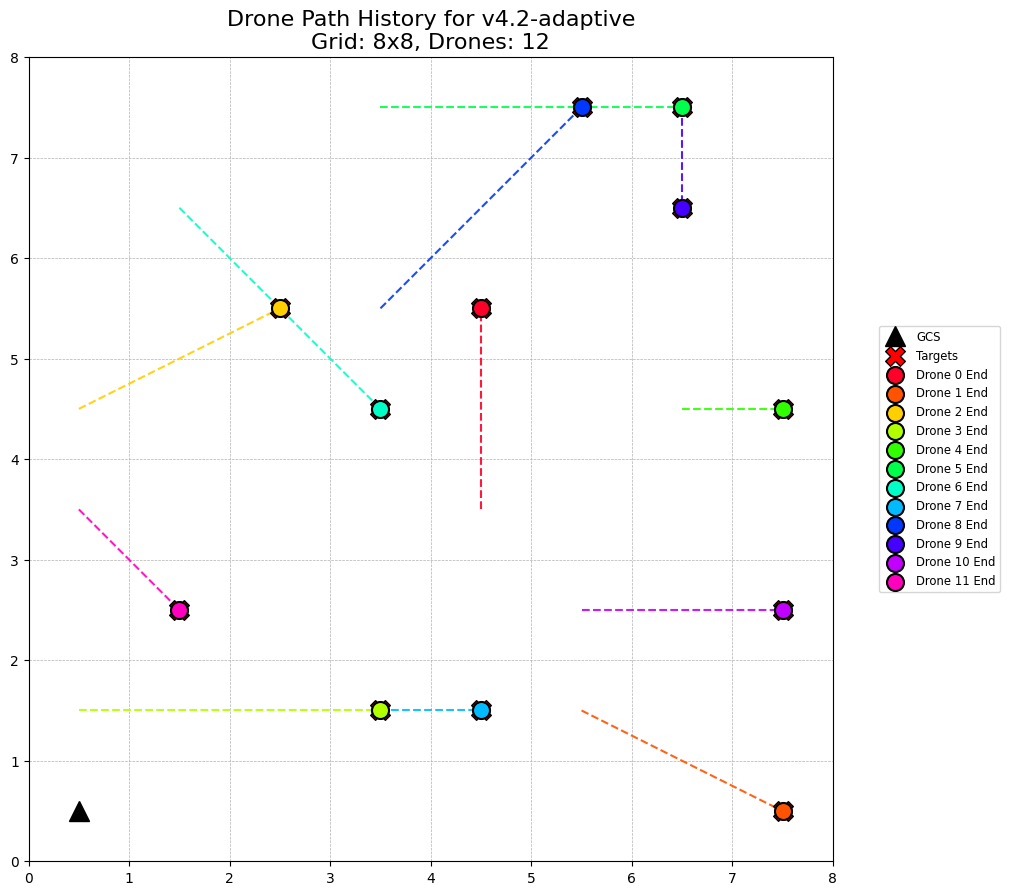 Drone Path History for v4.2-adaptive
Grid: 8x8, Drones: 12
8
7
6
5
4
3
2
1
0
0 1 2 3 4 5 6 7 8
GCS
Targets
Drone 0 End
Drone 1 End
Drone 2 End
Drone 3 End
Drone 4 End
Drone 5 End
Drone 6 End
Drone 7 End
Drone 8 End
Drone 9 End
Drone 10 End
Drone 11 End